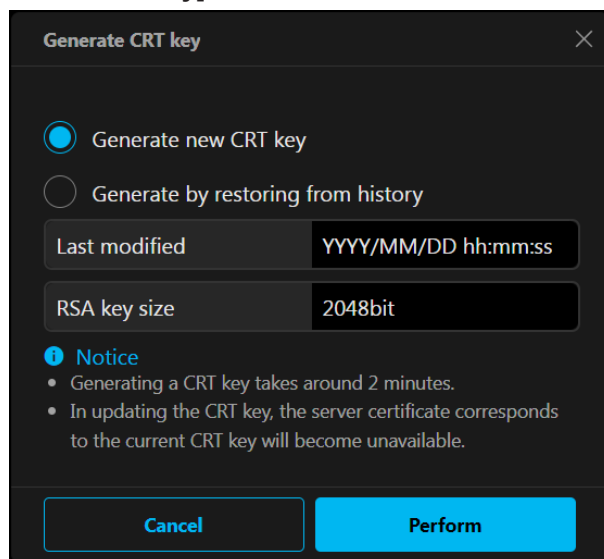 Generate CRT key
Generate new CRT key
Generate by restoring from history
Last modified YYYY/MM/DD hh:mm:ss
RSA key size 2048bit
Notice
• Generating a CRT key takes around 2 minutes.
• In updating the CRT key, the server certificate corresponds
to the current CRT key will become unavailable.
Cancel Perform